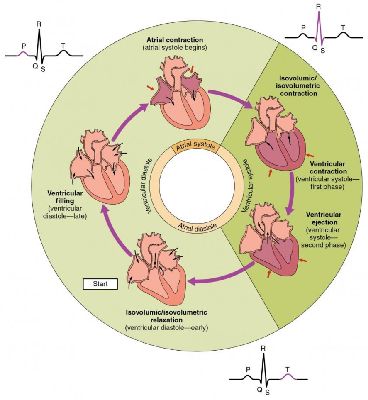 R
P
T
Q
S
R
P
T
Q
S
Atrial contraction
(atrial systole begins)
Isovolumic/
isovolumetric
contraction
Ventricular
contraction
(ventricular systole—
first phase)
Ventricular
ejection
(ventricular
systole—
second phase)
Isovolumic/isovolumetric
relaxation
(ventricular diastole—early)
Start
Ventricular
filling
(ventricular
diastole—late)
Atrial systole
Ventricular systole
Atrial diastole
Ventricular diastole
R
P
T
Q
S